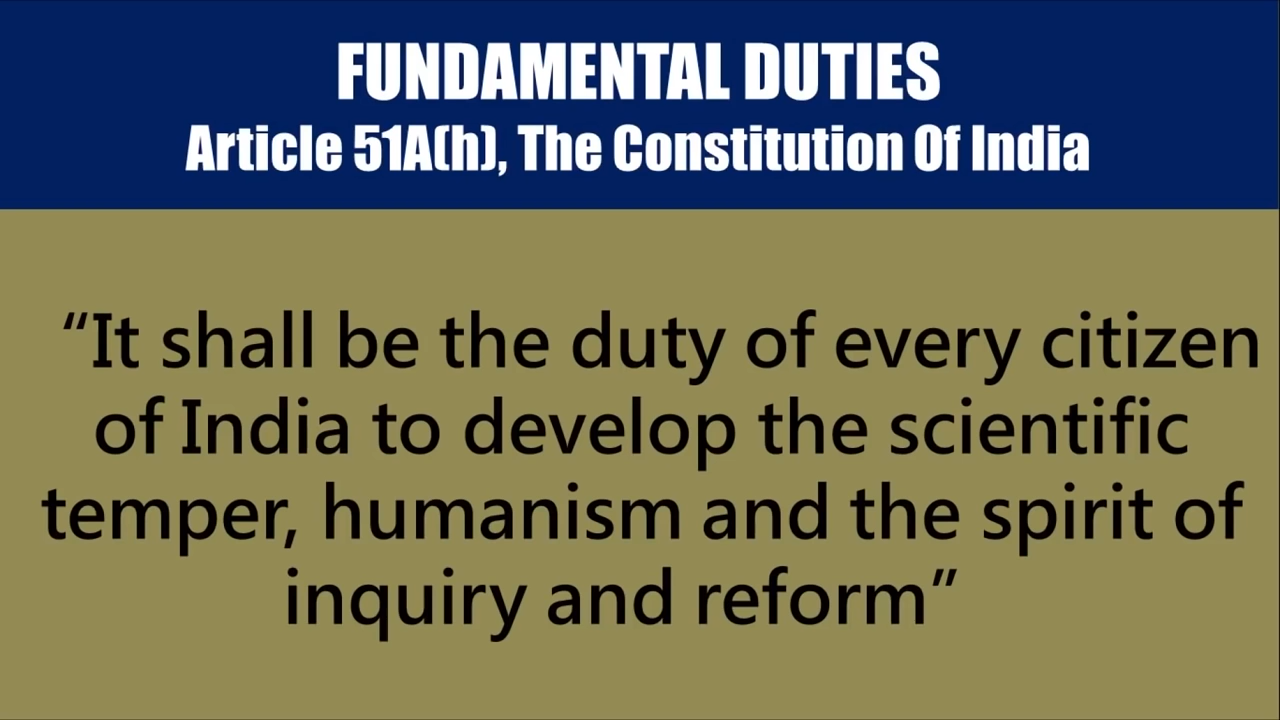 FUNDAMENTAL DUTIES
Article 51A(h), The Constitution Of India
“It shall be the duty of every citizen
of India to develop the scientific
temper, humanism and the spirit of
inquiry and reform”